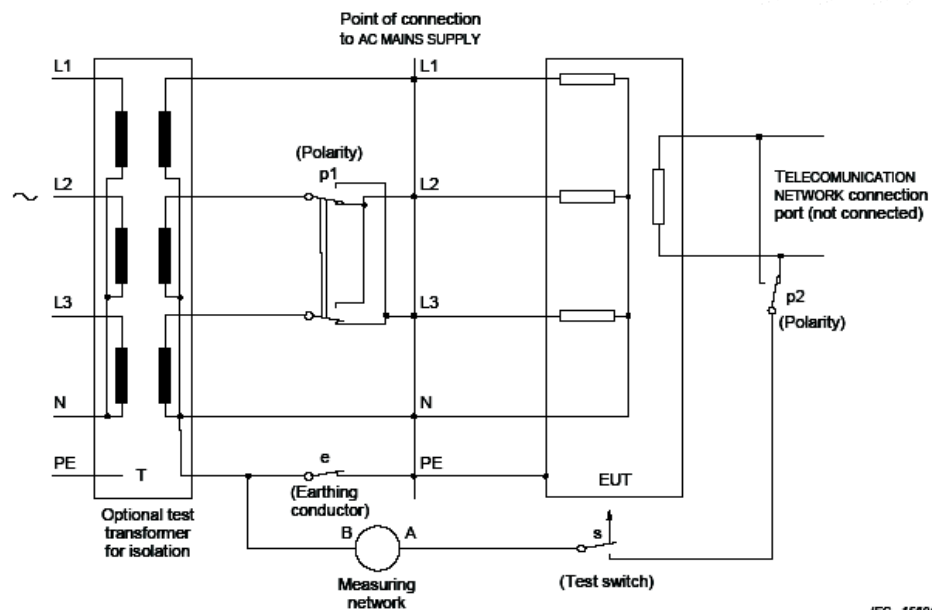 Point of connection
to AC MAINS SUPPLY
L1
L1
(Polarity)
p1
L2
L2
TELECOMUNICATION
NETWORK connection
port (not connected)
L3
L3
p2
(Polarity)
N
N
PE
T
e
PE
(Earthing
conductor)
EUT
Optional test
transformer
for isolation
B
A
s
Measuring
network
(Test switch)